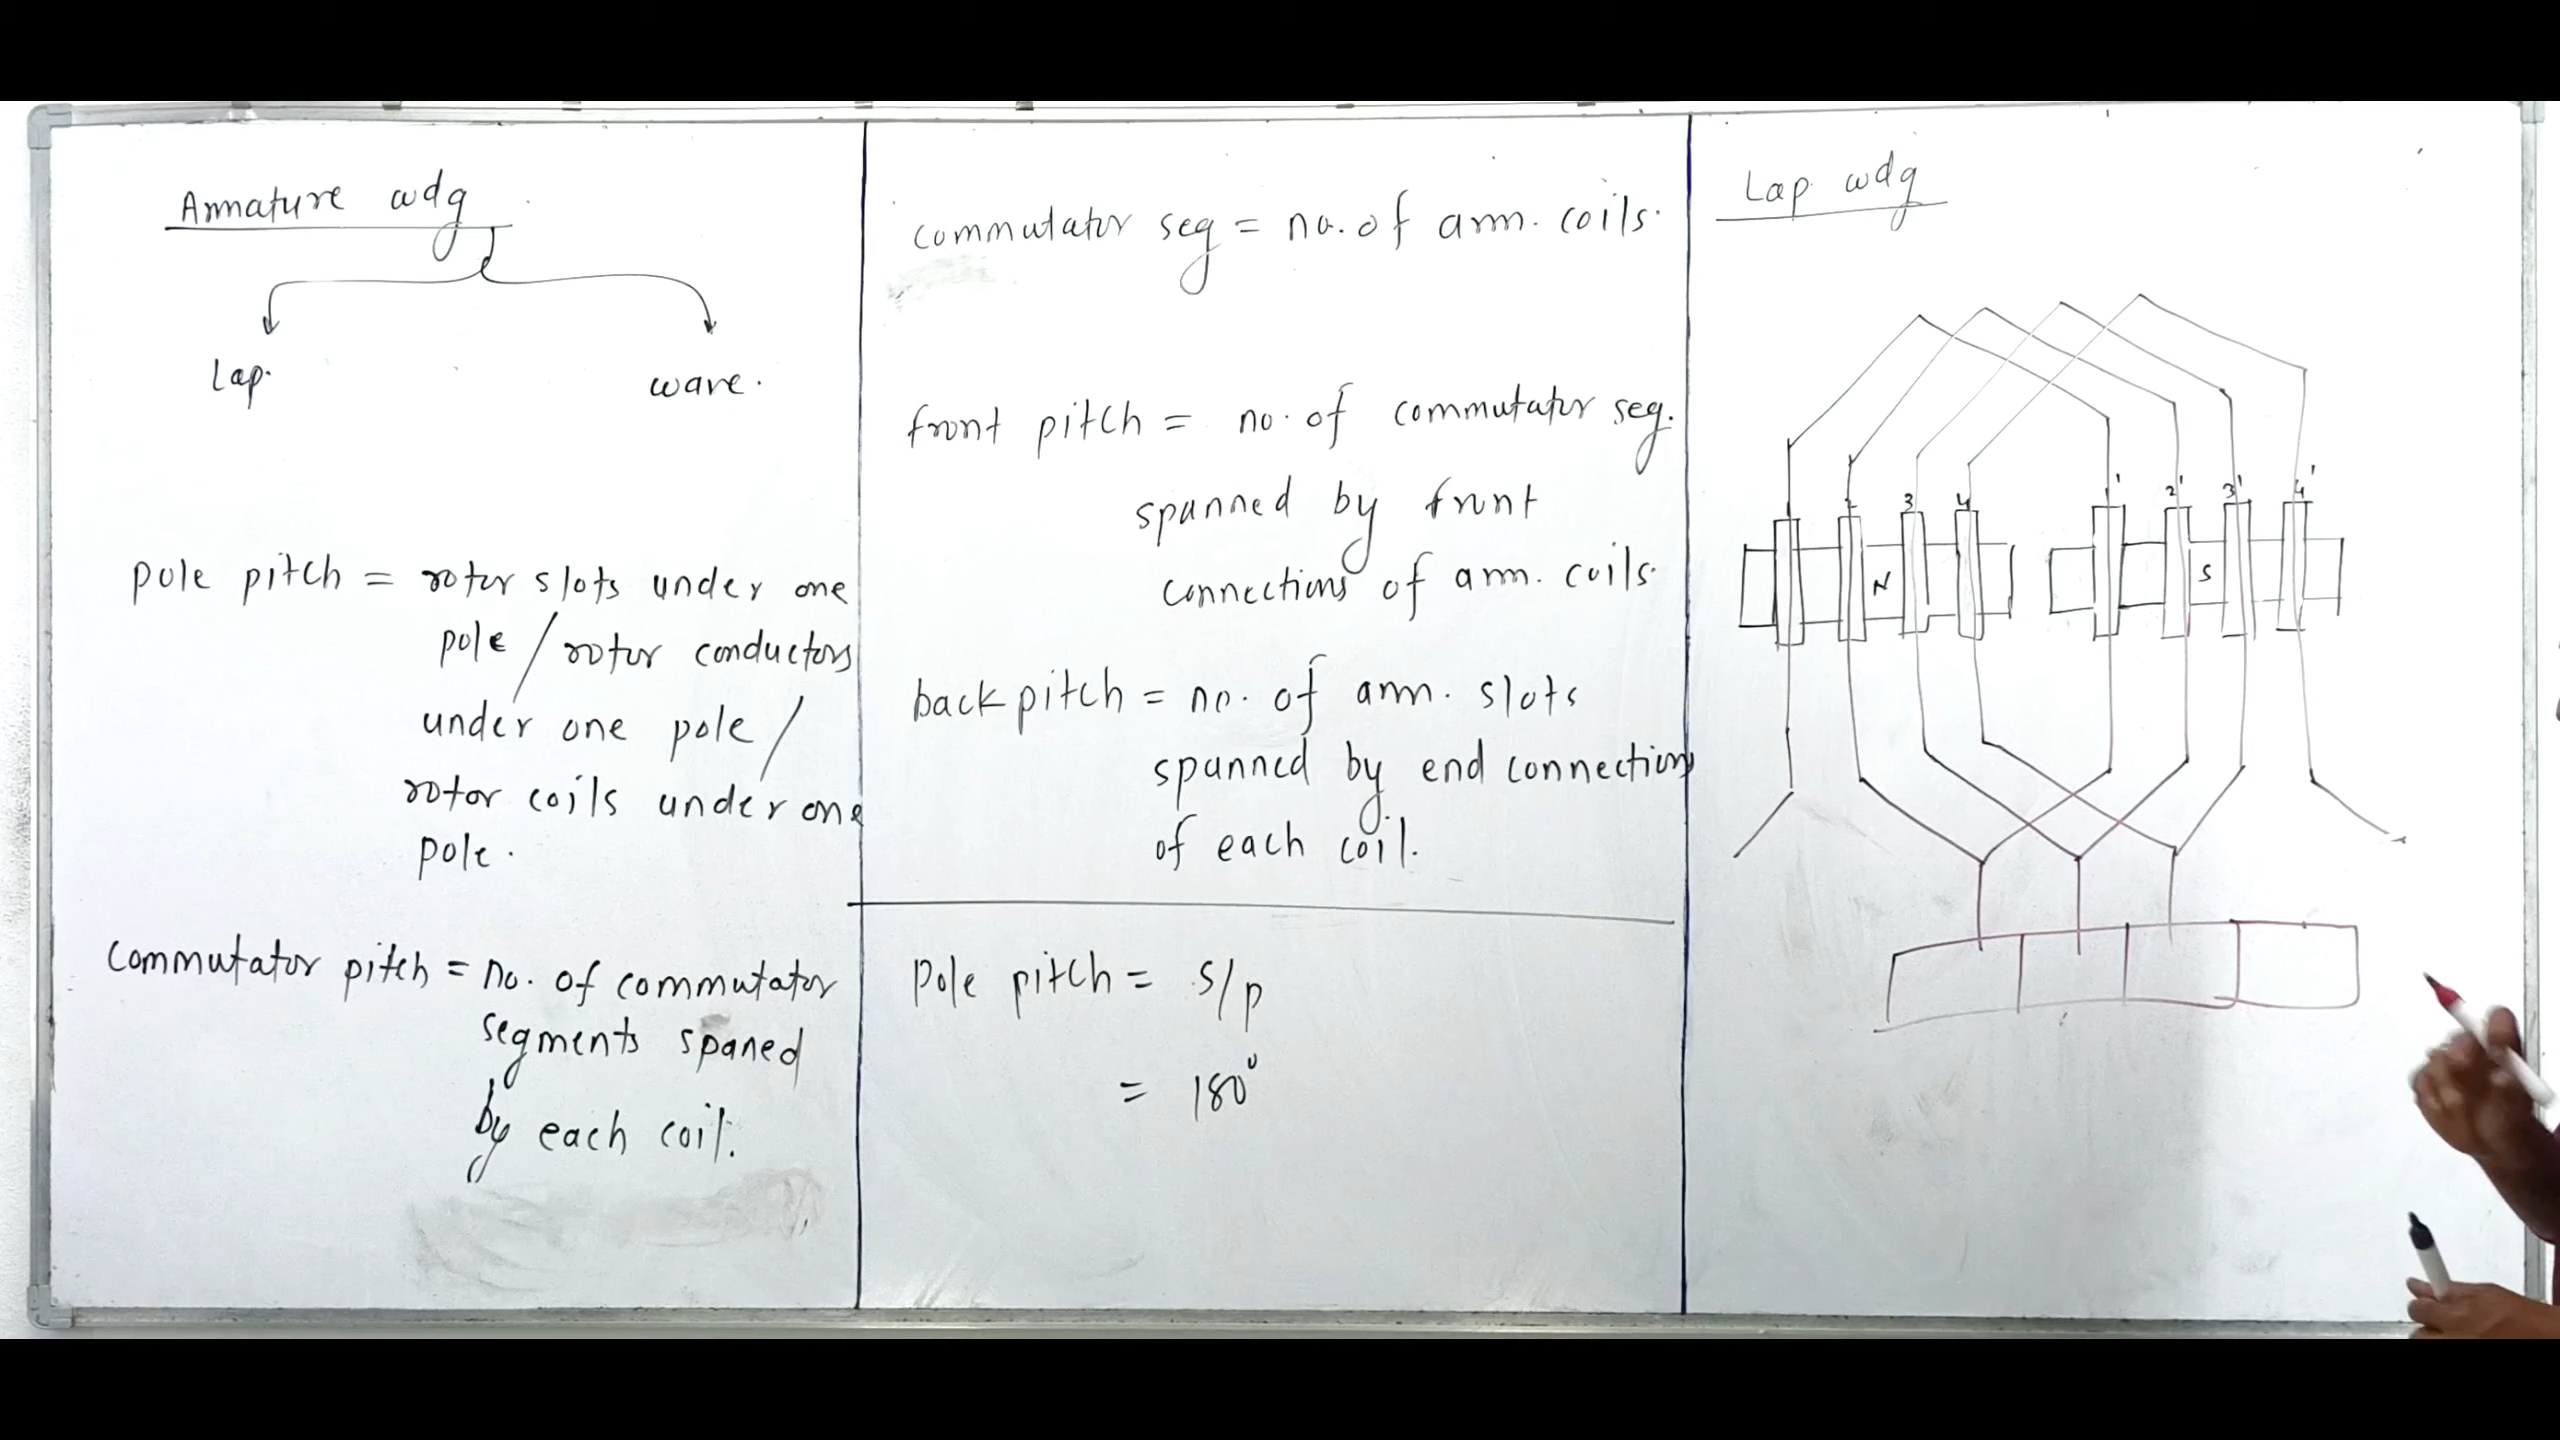 Armature wdg
Lap.
wave.
pole pitch = rotor slots under one
pole / rotor conductors
under one pole /
rotor coils under one
pole.
Commutator pitch = no. of commutator
segments spaned
by each coil.
commutator seg = no. of arm. coils.
front pitch = no. of commutator seg.
spanned by front
connections of arm. coils.
back pitch = no. of arm. slots
spanned by end connections
of each coil.
Pole pitch = S/p
= 180°
Lap wdg
2 3 4 1' 2' 3' 4'
N S